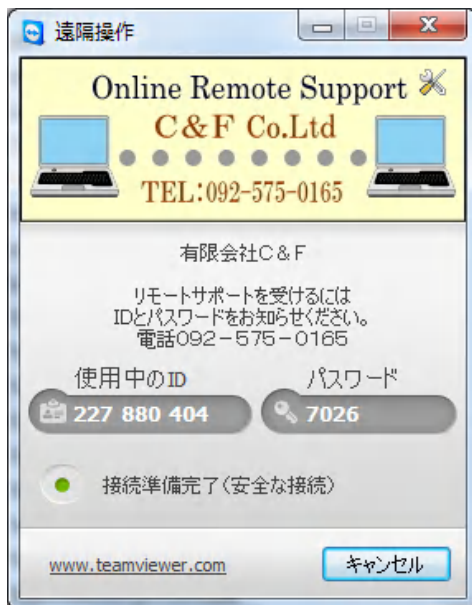 遠隔操作
Online Remote Support
C&F Co.Ltd
TEL:092-575-0165
有限会社C&F
リモートサポートを受けるには
IDとパスワードをお知らせください。
電話092-575-0165
使用中のID パスワード
227 880 404 7026
接続準備完了(安全な接続)
www.teamviewer.com キャンセル